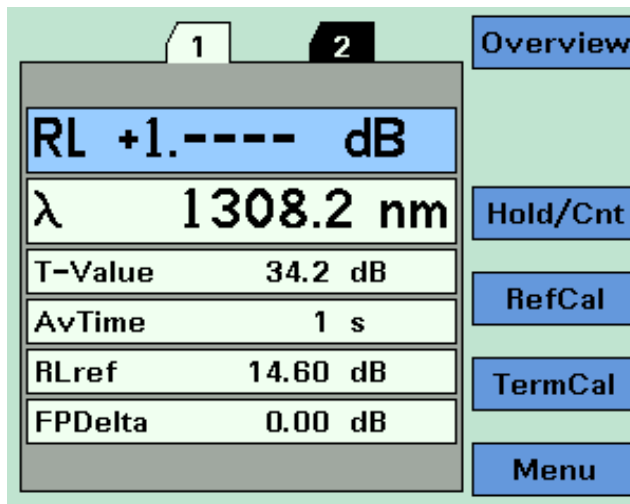 1 2
Overview
RL +1.---- dB
λ 1308.2 nm
Hold/Cnt
T-Value 34.2 dB
RefCal
AvTime 1 s
RLref 14.60 dB
TermCal
FPDelta 0.00 dB
Menu